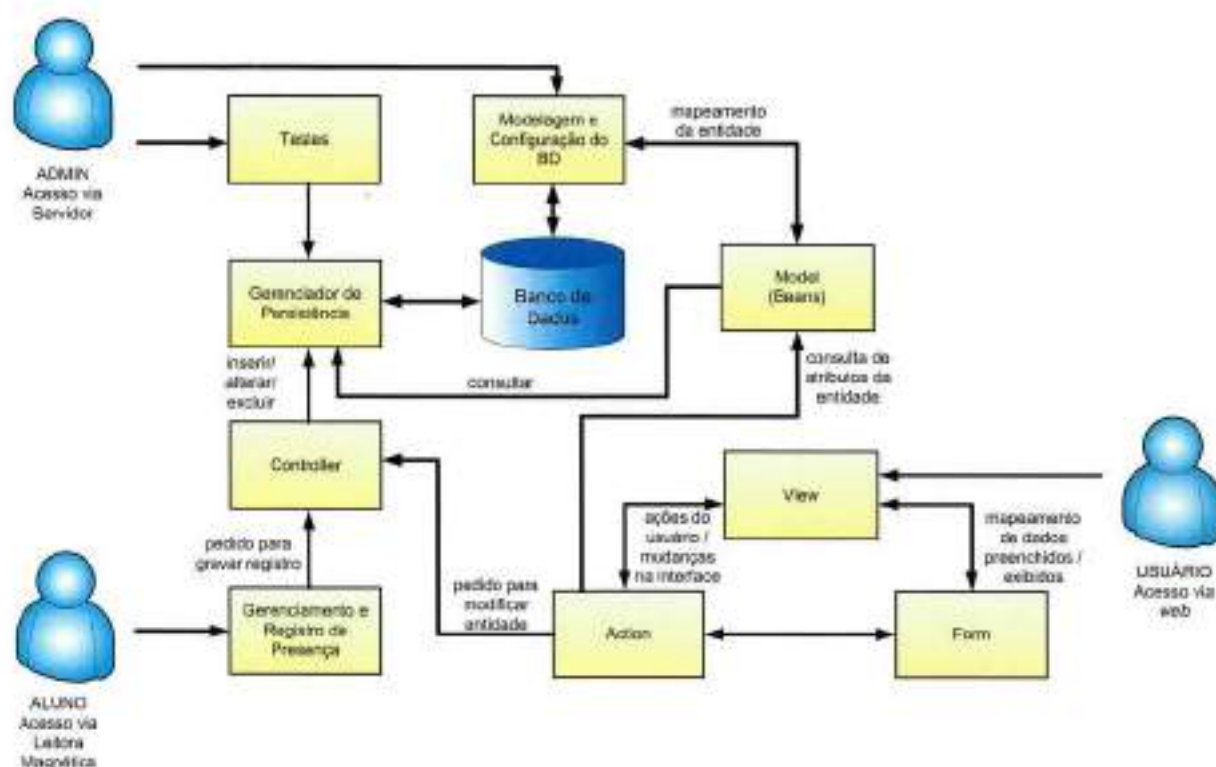 ADMIN
Acesso via
Servidor
Testes
Modelagem e
Configuração do
BD
mapeamento
da entidade
Gerenciador de
Persistência
Banco de
Dados
Model
(Beans)
inserir/
alterar/
excluir
consultar
consulta de
atributos da
entidade
Controller
View
pedido para
gravar registro
ações do
usuário /
mudanças
na interface
mapeamento
de dados
preenchidos /
exibidos
USUÁRIO
Acesso via
web
pedido para
modificar
entidade
Gerenciamento e
Registro de
Presença
Action
Form
ALUNO
Acesso via
Leitora
Magnética